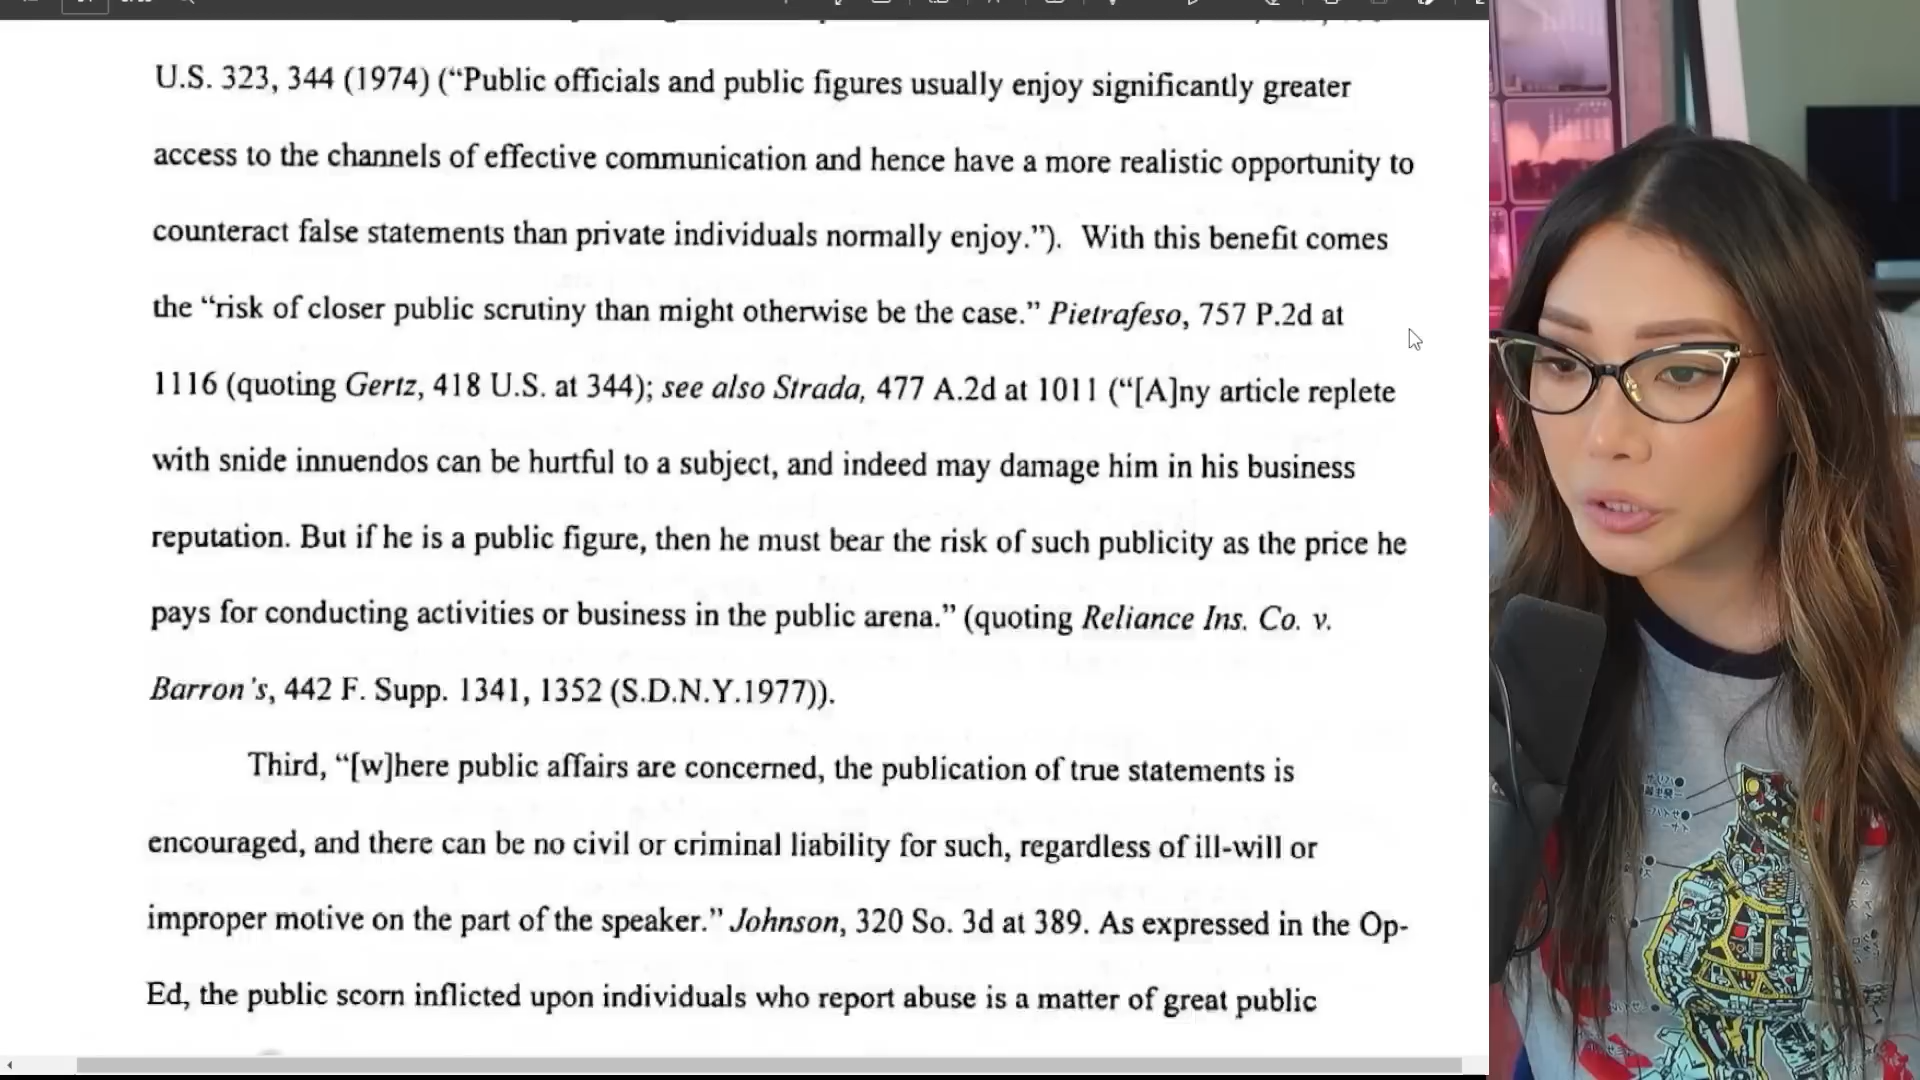 U.S. 323, 344 (1974) (“Public officials and public figures usually enjoy significantly greater
access to the channels of effective communication and hence have a more realistic opportunity to
counteract false statements than private individuals normally enjoy.”). With this benefit comes
the “risk of closer public scrutiny than might otherwise be the case.” Pietrafeso, 757 P.2d at
1116 (quoting Gertz, 418 U.S. at 344); see also Strada, 477 A.2d at 1011 (“[A]ny article replete
with snide innuendos can be hurtful to a subject, and indeed may damage him in his business
reputation. But if he is a public figure, then he must bear the risk of such publicity as the price he
pays for conducting activities or business in the public arena.” (quoting Reliance Ins. Co. v.
Barron's, 442 F. Supp. 1341, 1352 (S.D.N.Y.1977)).
Third, “[w]here public affairs are concerned, the publication of true statements is
encouraged, and there can be no civil or criminal liability for such, regardless of ill-will or
improper motive on the part of the speaker.” Johnson, 320 So. 3d at 389. As expressed in the Op-
Ed, the public scorn inflicted upon individuals who report abuse is a matter of great public